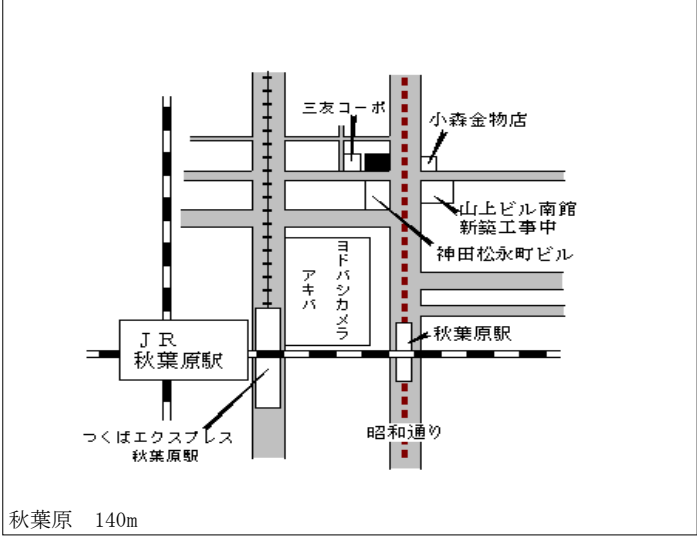 三友コーポ
小森金物店
山上ビル南館
新築工事中
神田松永町ビル
ヨドバシカメラ
アキバ
JR
秋葉原駅
秋葉原駅
つくばエクスプレス
秋葉原駅
昭和通り
秋葉原　140m